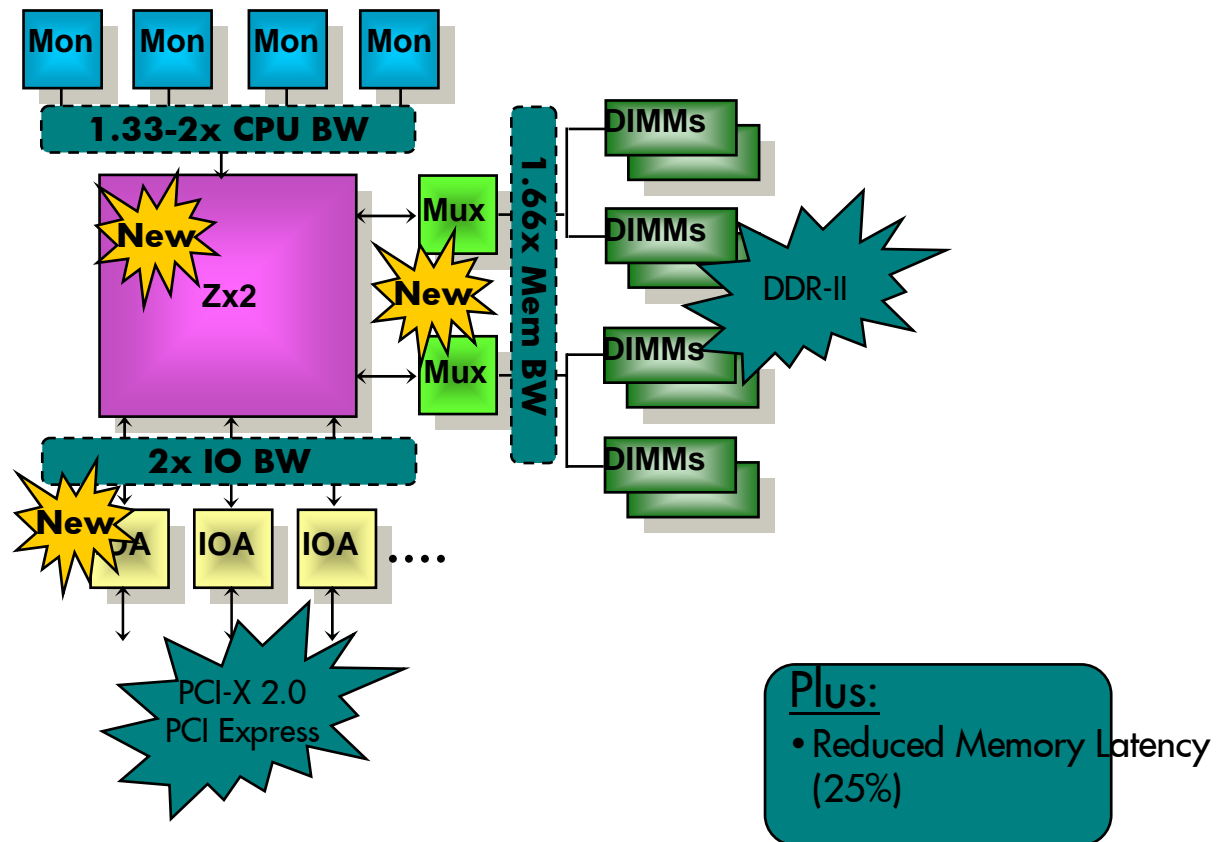 Mon Mon Mon Mon
1.33-2x CPU BW
New
Zx2
Mux
New
Mux
1.66x Mem BW
DIMMs
DIMMs
DDR-II
DIMMs
DIMMs
2x IO BW
New
IOA IOA IOA ....
PCI-X 2.0
PCI Express
Plus:
• Reduced Memory Latency
(25%)